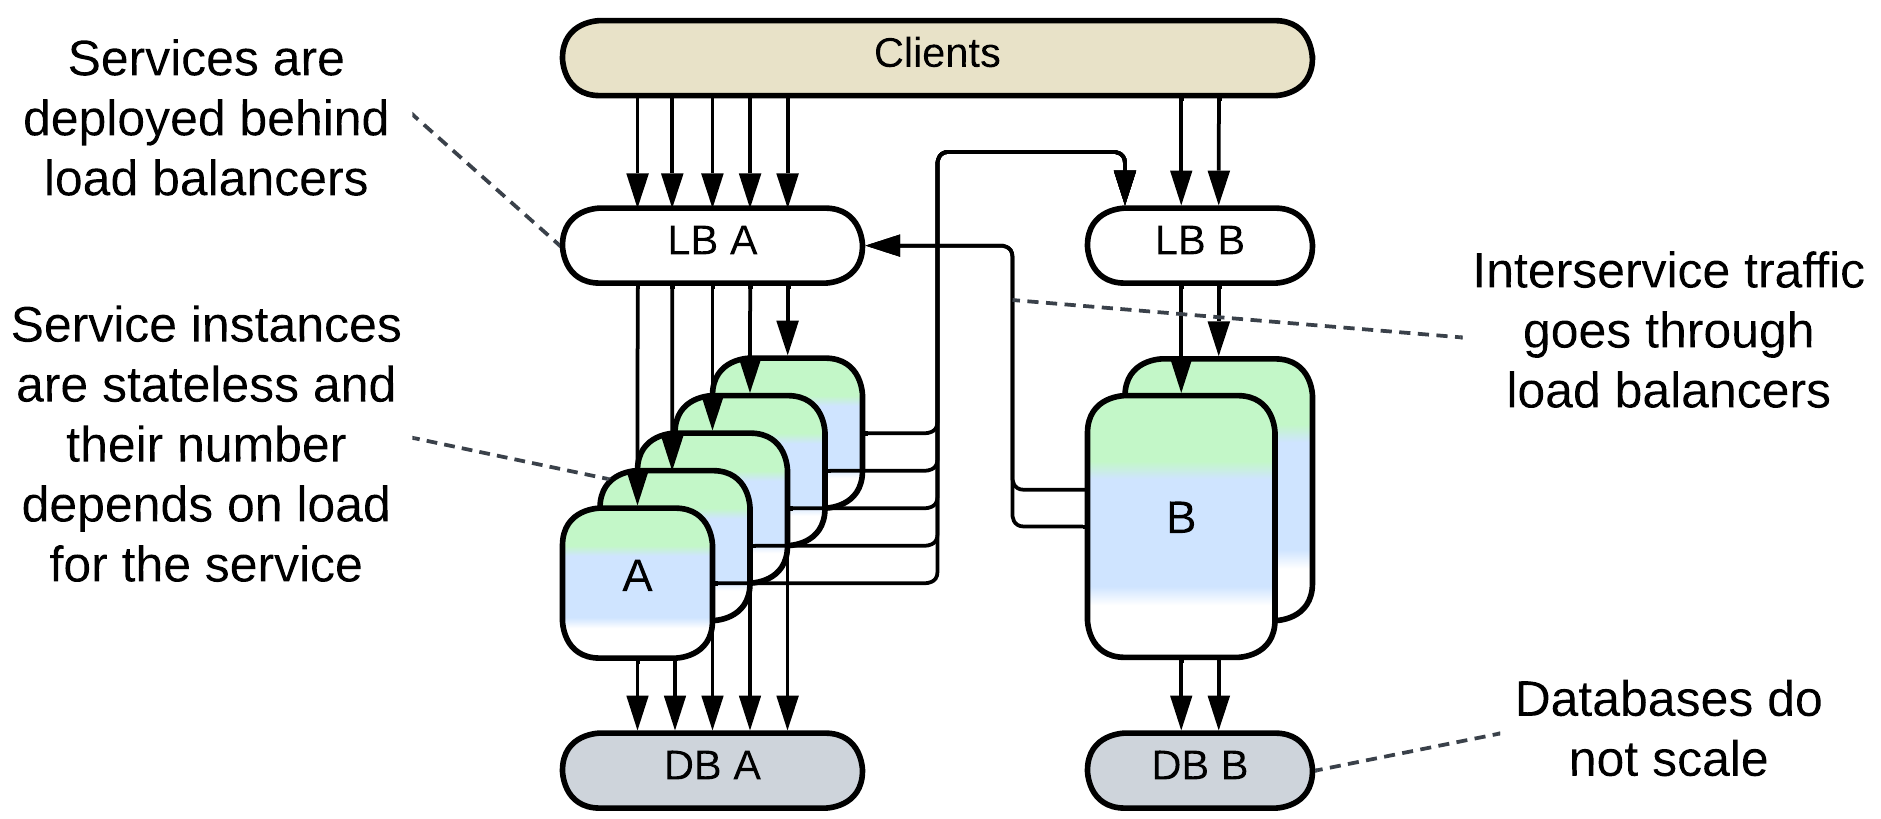 Clients
Services are
deployed behind
load balancers
LB A
LB B
Interservice traffic
goes through
load balancers
Service instances
are stateless and
their number
depends on load
for the service
A
B
Databases do
not scale
DB A
DB B